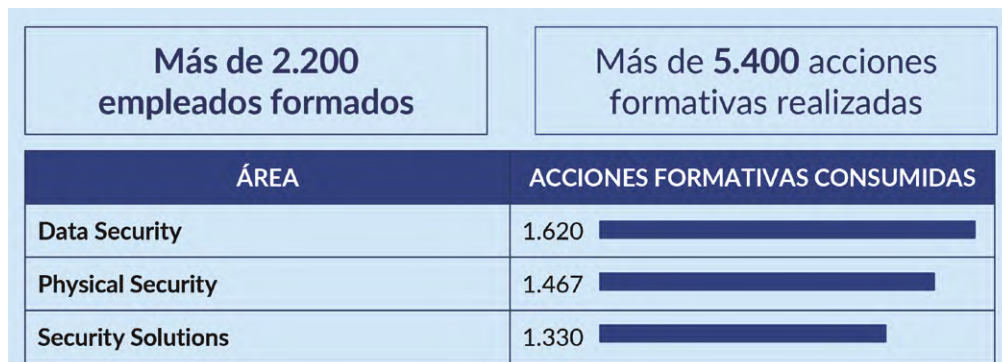 Más de 2.200
empleados formados
Más de 5.400 acciones
formativas realizadas
ÁREA ACCIONES FORMATIVAS CONSUMIDAS
Data Security 1.620
Physical Security 1.467
Security Solutions 1.330